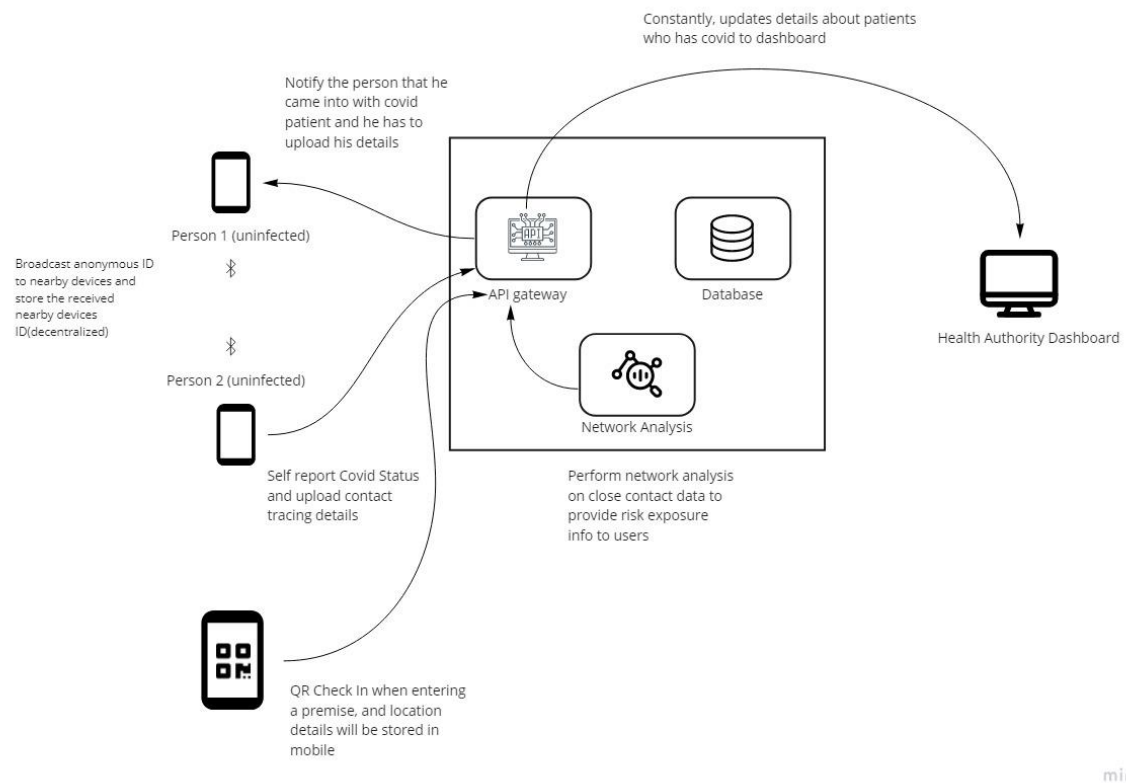 Constantly, updates details about patients
who has covid to dashboard
Notify the person that he
came into with covid
patient and he has to
upload his details
Person 1 (uninfected)
Broadcast anonymous ID
to nearby devices and
store the received
nearby devices
ID(decentralized)
Person 2 (uninfected)
API
API gateway
Database
Network Analysis
Health Authority Dashboard
Self report Covid Status
and upload contact
tracing details
Perform network analysis
on close contact data to
provide risk exposure
info to users
QR Check In when entering
a premise, and location
details will be stored in
mobile